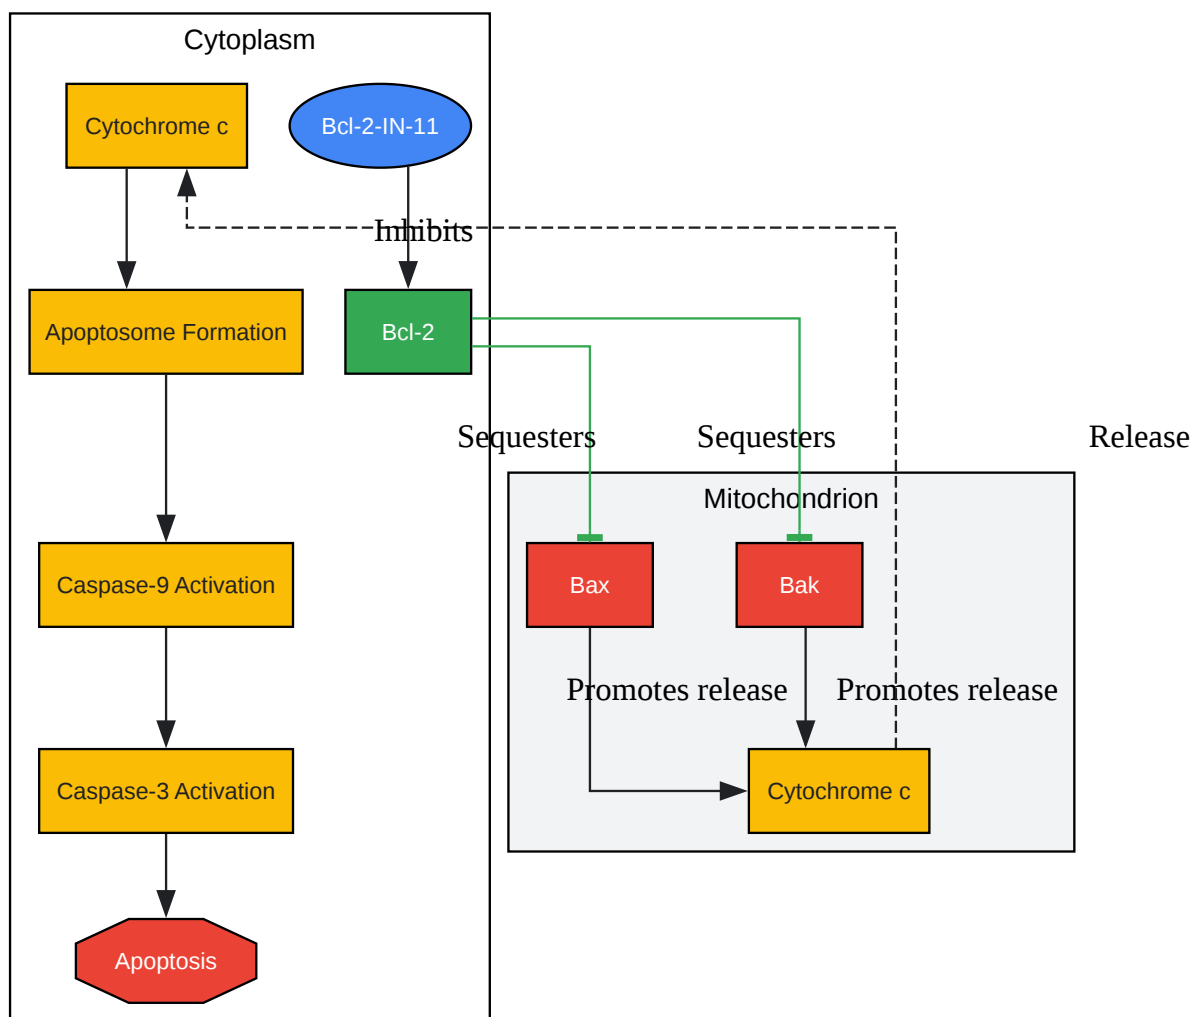 Cytoplasm
Cytochrome c
Bcl-2-IN-11
Inhibits
Apoptosome Formation
Bcl-2
Sequesters
Sequesters
Release
Mitochondrion
Caspase-9 Activation
Bax
Bak
Promotes release
Promotes release
Caspase-3 Activation
Cytochrome c
Apoptosis